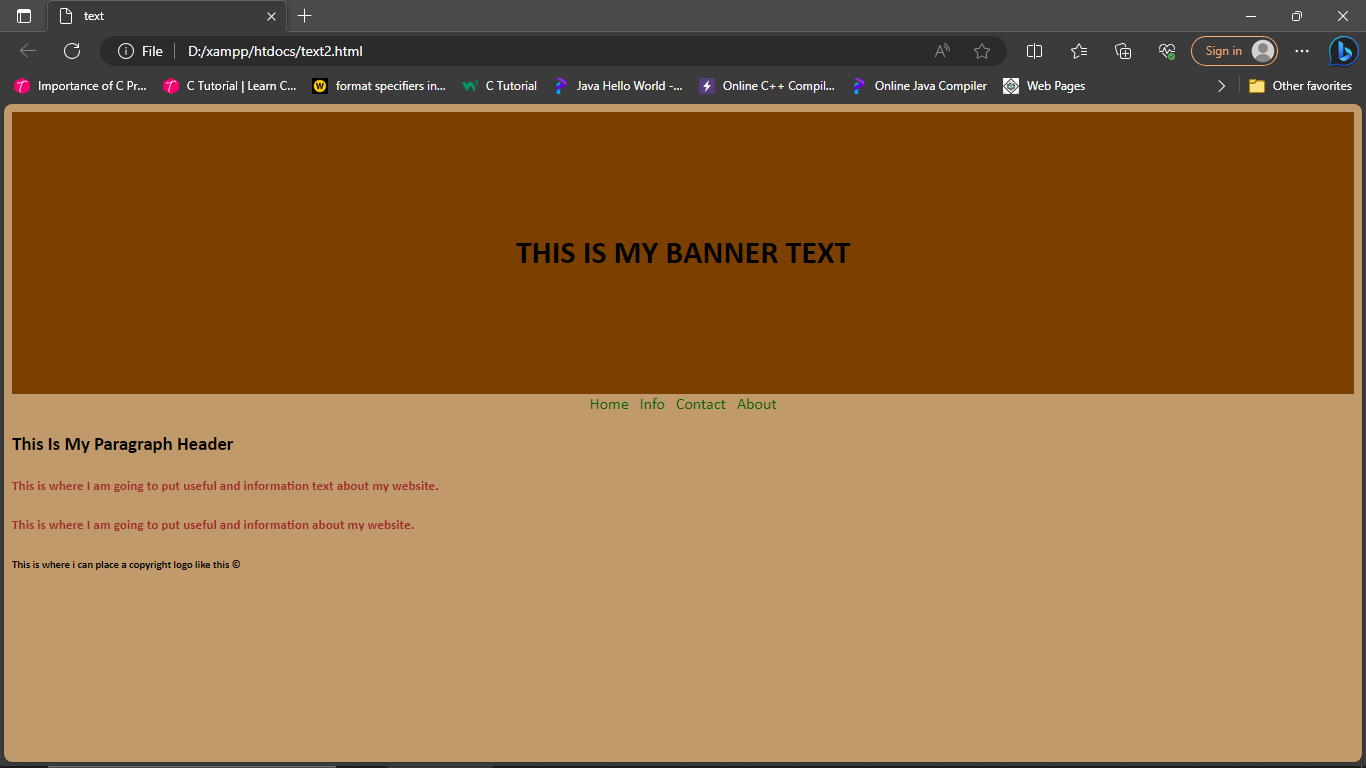 text
File D:/xampp/htdocs/text2.html Sign in
Importance of C Pr... C Tutorial | Learn C... format specifiers in... C Tutorial Java Hello World -... Online C++ Compil... Online Java Compiler Web Pages Other favorites
THIS IS MY BANNER TEXT
Home Info Contact About
This Is My Paragraph Header
This is where I am going to put useful and information text about my website.
This is where I am going to put useful and information about my website.
This is where i can place a copyright logo like this ©